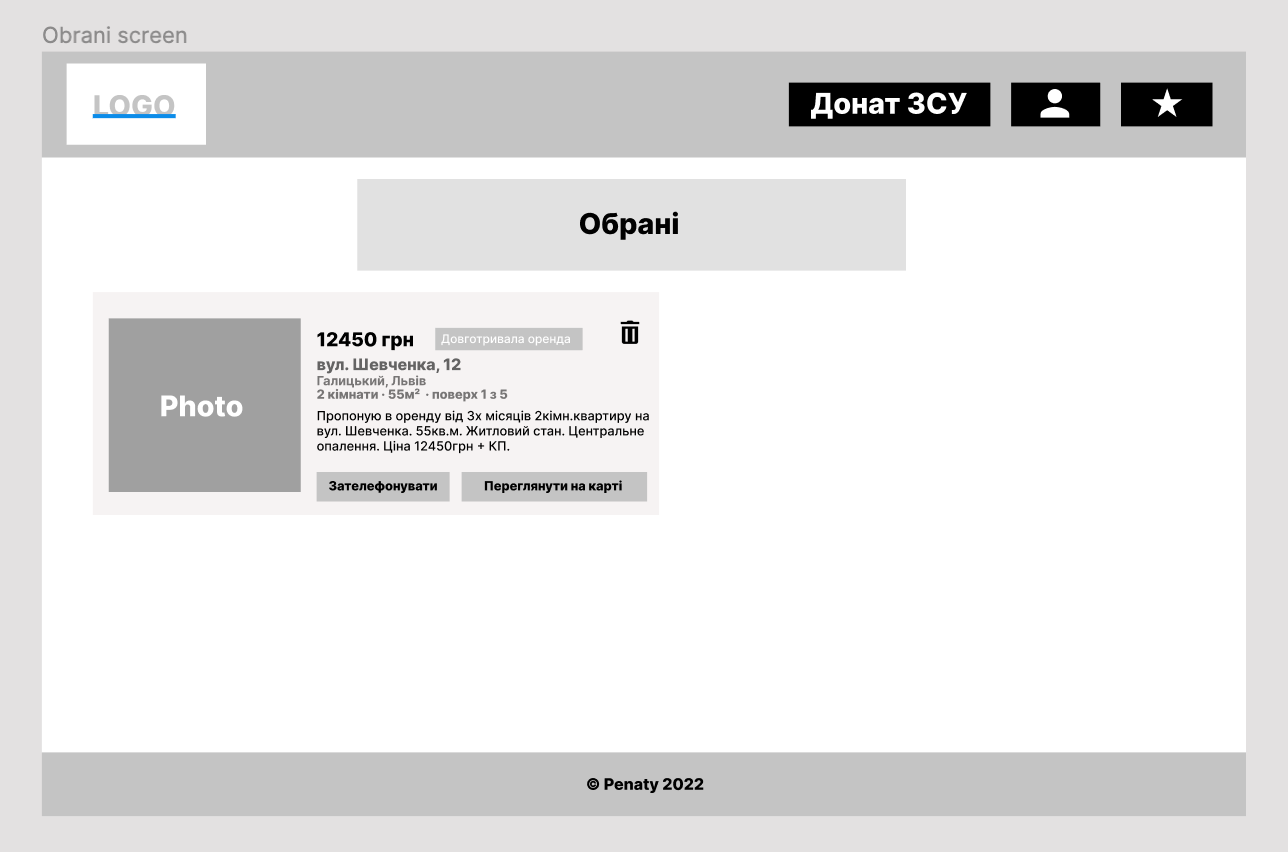 Obrani screen
LOGO
Донат ЗСУ
Обрані
Photo
12450 грн
Довготривала оренда
вул. Шевченка, 12
Галицький, Львів
2 кімнати · 55м² · поверх 1 з 5
Пропоную в оренду від 3х місяців 2кімн.квартиру на
вул. Шевченка. 55кв.м. Житловий стан. Центральне
опалення. Ціна 12450грн + КП.
Зателефонувати
Переглянути на карті
© Penaty 2022